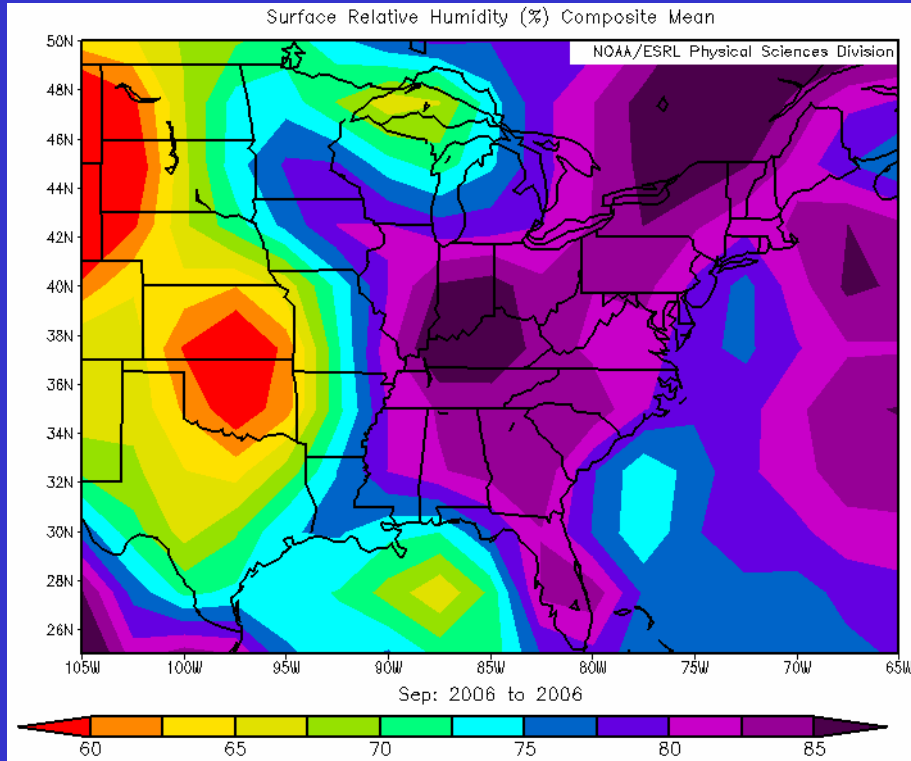 Surface Relative Humidity (%) Composite Mean
NOAA/ESRL Physical Sciences Division
50N
48N
46N
44N
42N
40N
38N
36N
34N
32N
30N
28N
26N
105W 100W 95W 90W 85W 80W 75W 70W 65W
Sep: 2006 to 2006
60 65 70 75 80 85